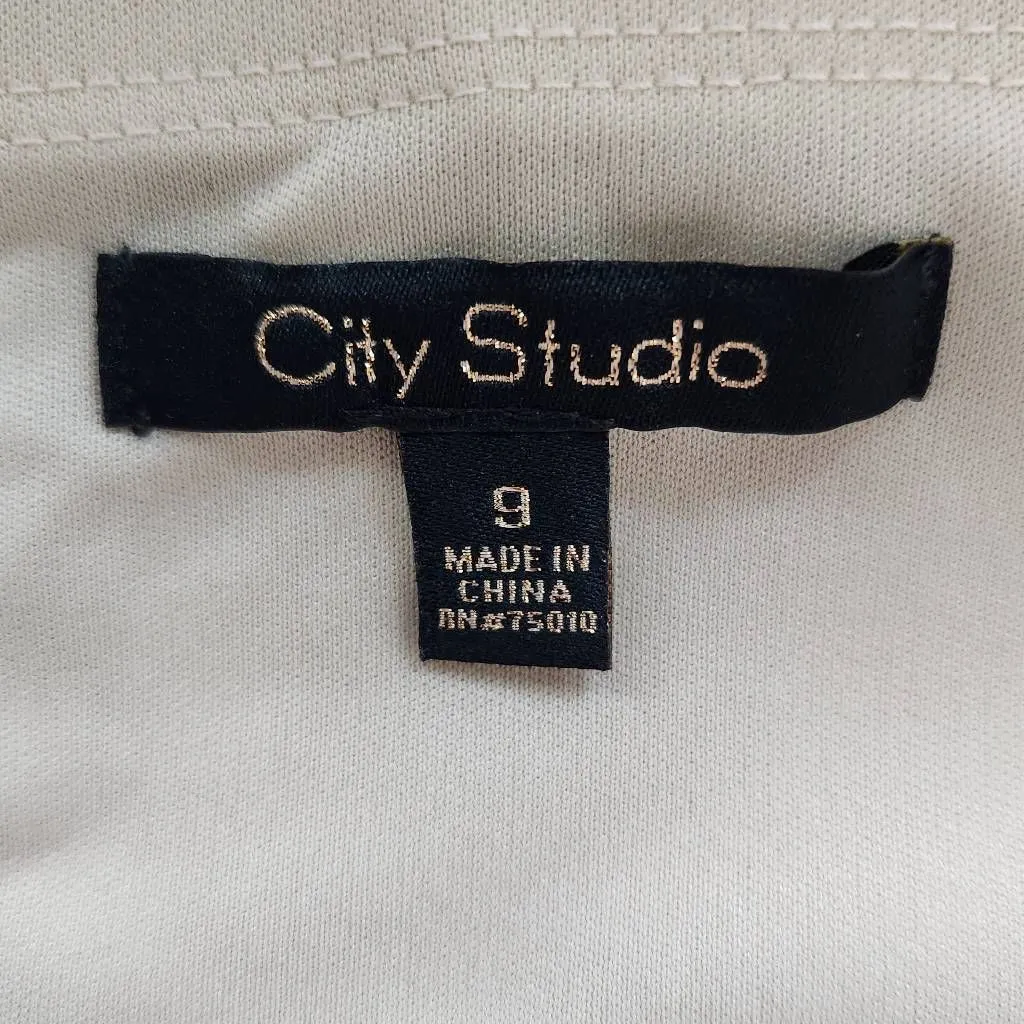 City Studio
9
MADE IN
CHINA
RN#75010